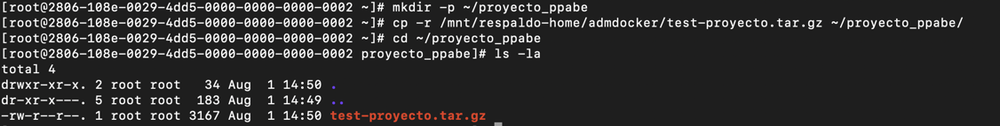 [root@2806-108e-0029-4dd5-0000-0000-0000-0002 ~]# mkdir -p ~/proyecto_ppabe
[root@2806-108e-0029-4dd5-0000-0000-0000-0002 ~]# cp -r /mnt/respaldo-home/admdocker/test-proyecto.tar.gz ~/proyecto_ppabe/
[root@2806-108e-0029-4dd5-0000-0000-0000-0002 ~]# cd ~/proyecto_ppabe
[root@2806-108e-0029-4dd5-0000-0000-0000-0002 proyecto_ppabe]# ls -la
total 4
drwxr-xr-x. 2 root root   34 Aug  1 14:50 .
dr-xr-x---. 5 root root  183 Aug  1 14:49 ..
-rw-r--r--. 1 root root 3167 Aug  1 14:50 test-proyecto.tar.gz